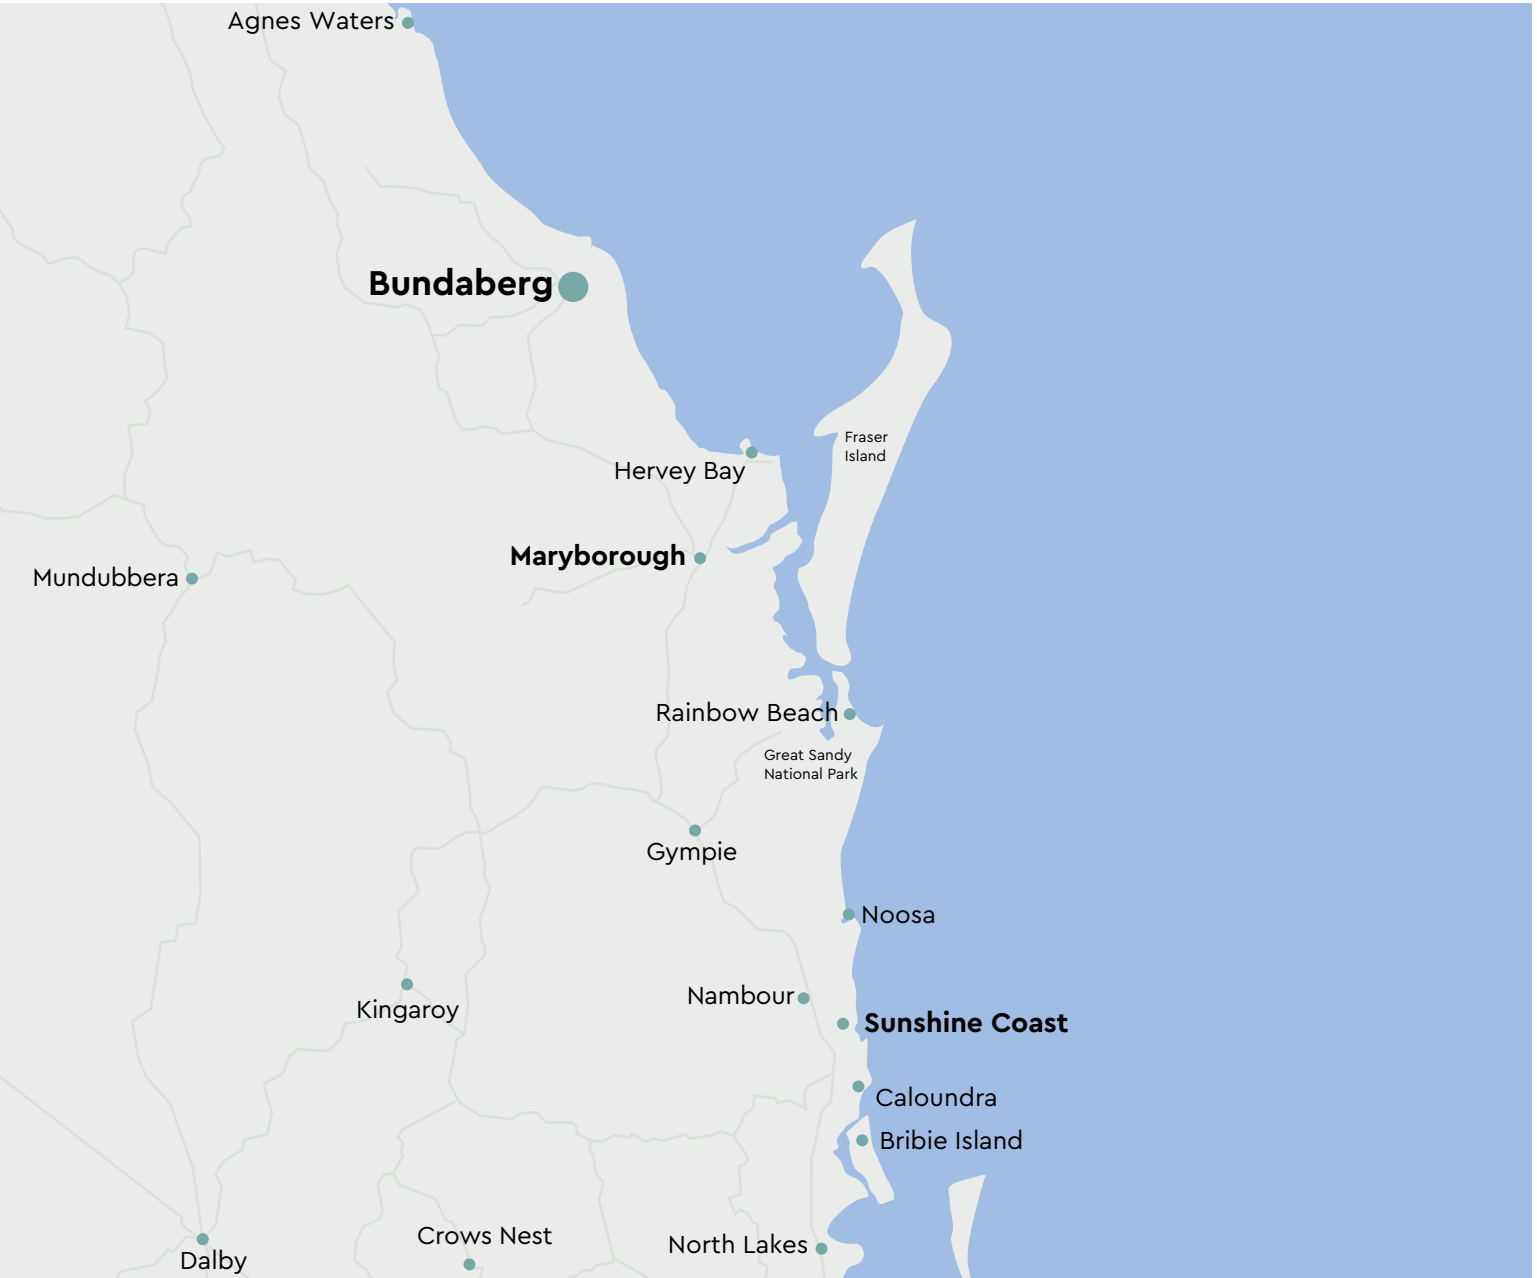 Agnes Waters
Bundaberg
Fraser
Island
Hervey Bay
Maryborough
Mundubbera
Rainbow Beach
Great Sandy
National Park
Gympie
Noosa
Nambour
Kingaroy
Sunshine Coast
Caloundra
Bribie Island
Crows Nest
North Lakes
Dalby